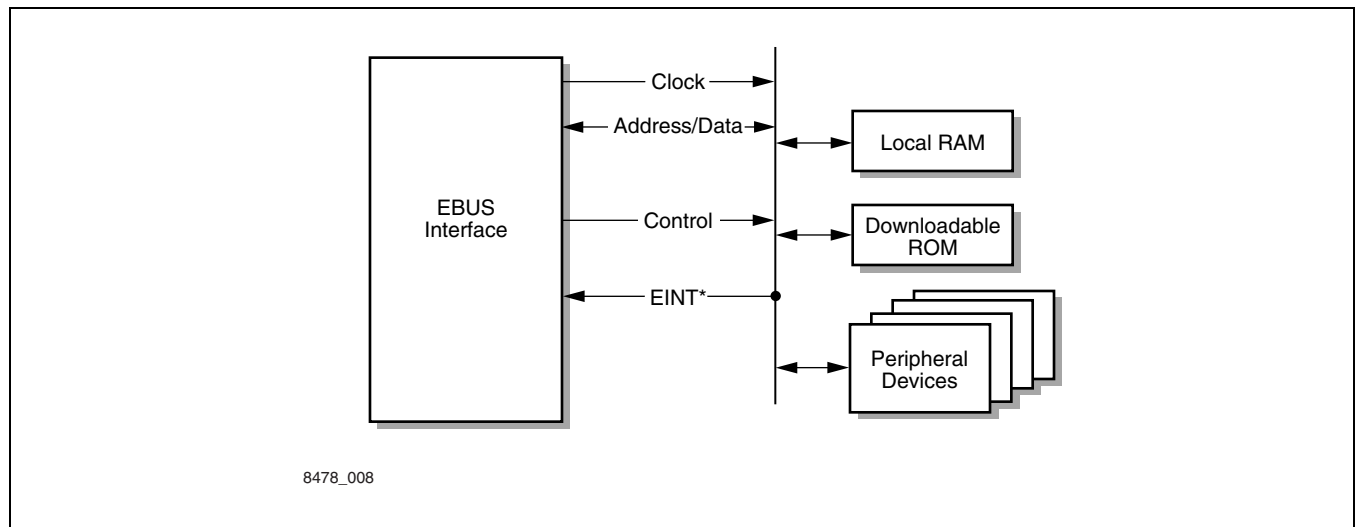 Clock
Address/Data
Local RAM
EBUS
Interface
Control
Downloadable
ROM
EINT*
Peripheral
Devices
8478_008